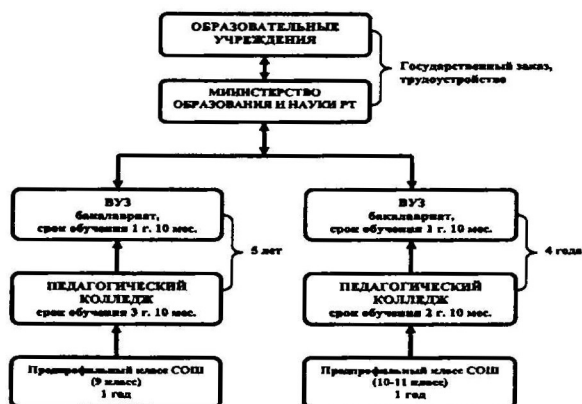 ОБРАЗОВАТЕЛЬНЫЕ
УЧРЕЖДЕНИЯ
Государственный заказ,
трудоустройство
МИНИСТЕРСТВО
ОБРАЗОВАНИЯ И НАУКИ РТ
ВУЗ
бакалавриат,
срок обучения 1 г. 10 мес.
5 лет
ПЕДАГОГИЧЕСКИЙ
КОЛЛЕДЖ
срок обучения 3 г. 10 мес.
Предпрофильный класс СОШ
(9 класс)
1 год
ВУЗ
бакалавриат,
срок обучения 1 г. 10 мес.
4 года
ПЕДАГОГИЧЕСКИЙ
КОЛЛЕДЖ
срок обучения 2 г. 10 мес.
Предпрофильный класс СОШ
(10-11 класс)
1 год